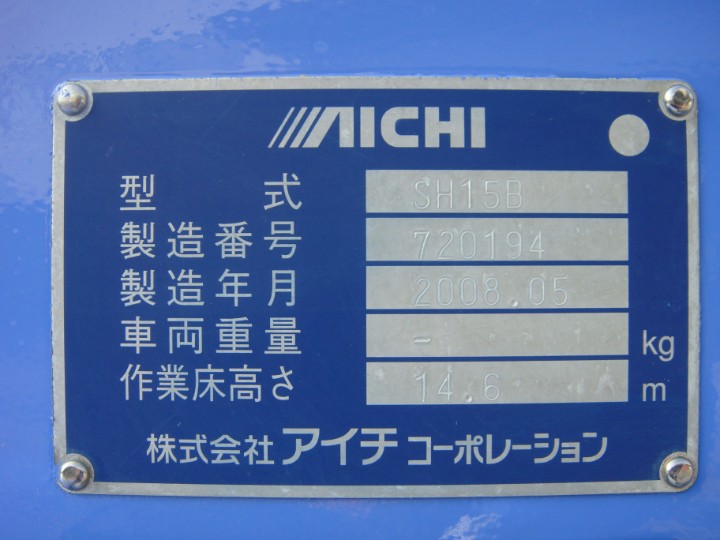 AICHI
型式 SH15B
製造番号 720194
製造年月 2008.05
車両重量 - kg
作業床高さ 14.6 m
株式会社 アイチ コーポレーション